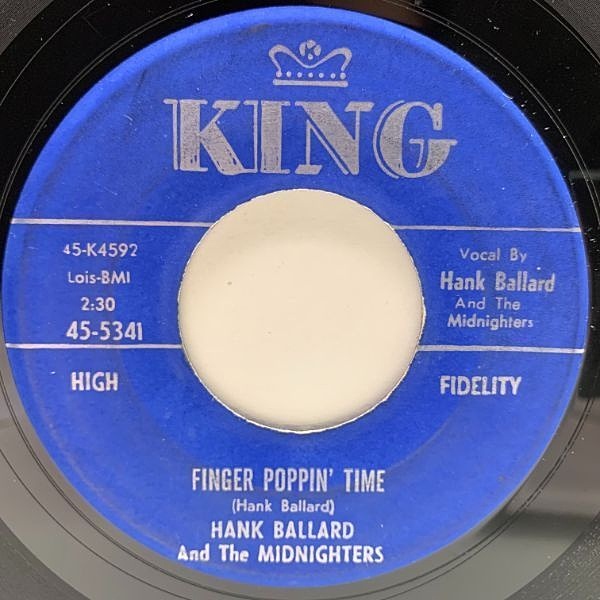 KING
45-K4592
Lois-BMI
2:30
45-5341
Vocal By
Hank Ballard
And The
Midnighters
HIGH
FIDELITY
FINGER POPPIN' TIME
(Hank Ballard)
HANK BALLARD
And The MIDNIGHTERS